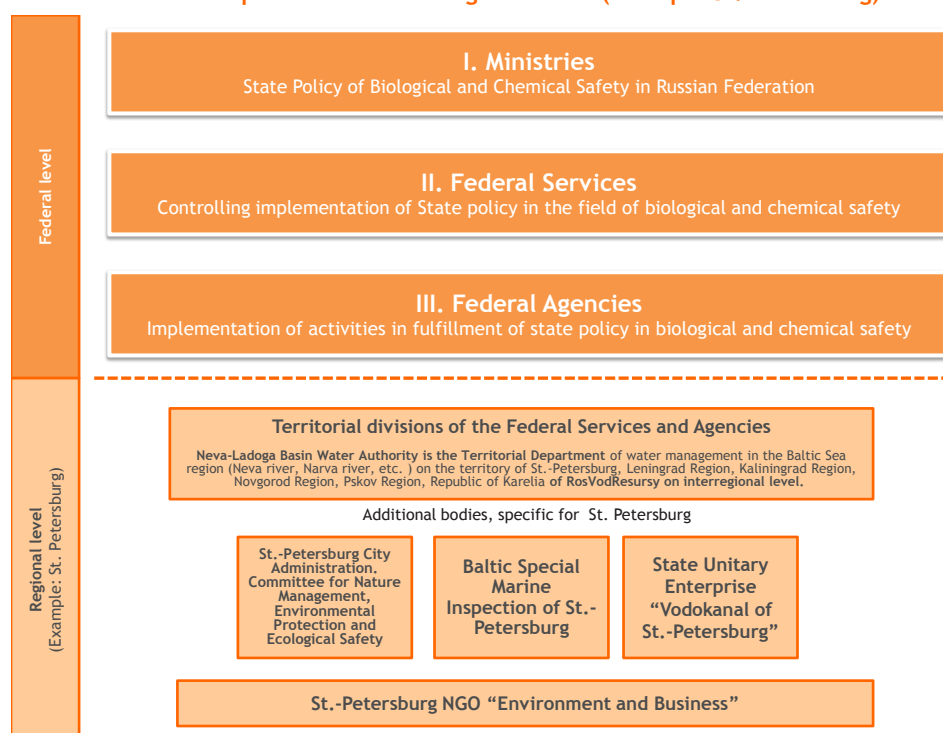 I. Ministries
State Policy of Biological and Chemical Safety in Russian Federation
II. Federal Services
Controlling implementation of State policy in the field of biological and chemical safety
III. Federal Agencies
Implementation of activities in fulfillment of state policy in biological and chemical safety
Federal level
Territorial divisions of the Federal Services and Agencies
Neva-Ladoga Basin Water Authority is the Territorial Department of water management in the Baltic Sea
region (Neva river, Narva river, etc. ) on the territory of St.-Petersburg, Leningrad Region, Kaliningrad Region,
Novgorod Region, Pskov Region, Republic of Karelia of RosVodResursy on interregional level.
Additional bodies, specific for St. Petersburg
St.-Petersburg City
Administration.
Committee for Nature
Management,
Environmental
Protection and
Ecological Safety
Baltic Special
Marine
Inspection of St.-
Petersburg
State Unitary
Enterprise
“Vodokanal of
St.-Petersburg”
St.-Petersburg NGO “Environment and Business”
Regional level
(Example: St. Petersburg)